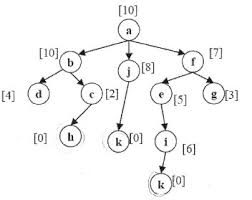 [10]
a
[10] b j [8] f [7]
[4] d c [2] e [5] g [3]
[0] h k [0] i [6]
k [0]